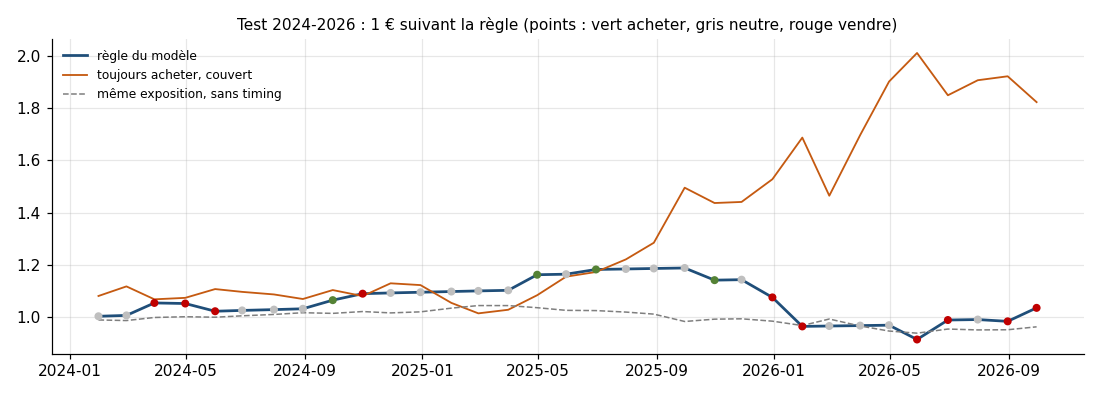 Test 2024-2026 : 1 € suivant la règle (points : vert acheter, gris neutre, rouge vendre)
règle du modèle
toujours acheter, couvert
même exposition, sans timing
2.0
1.8
1.6
1.4
1.2
1.0
2024-01 2024-05 2024-09 2025-01 2025-05 2025-09 2026-01 2026-05 2026-09